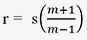 r = s(m+1/m−1)